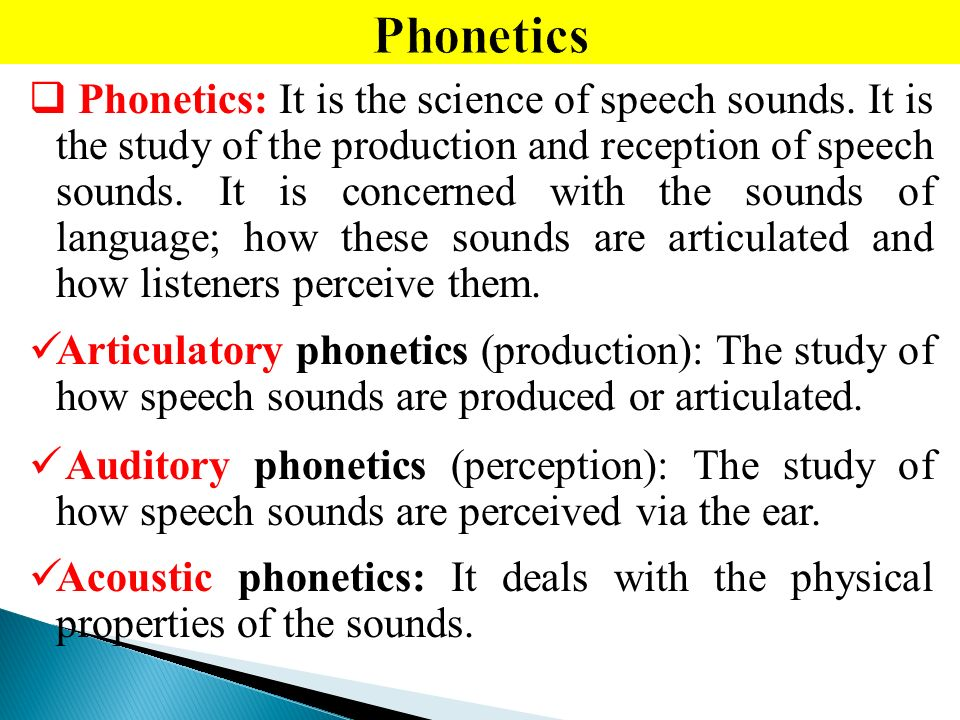 Phonetics
Phonetics: It is the science of speech sounds. It is
the study of the production and reception of speech
sounds. It is concerned with the sounds of
language; how these sounds are articulated and
how listeners perceive them.
Articulatory phonetics (production): The study of
how speech sounds are produced or articulated.
Auditory phonetics (perception): The study of
how speech sounds are perceived via the ear.
Acoustic phonetics: It deals with the physical
properties of the sounds.